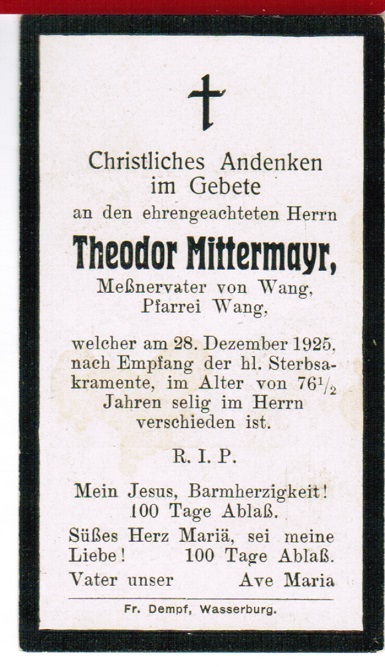 Christliches Andenken
im Gebete
an den ehrengeachteten Herrn
Theodor Mittermayr,
Meßnervater von Wang,
Pfarrei Wang,
welcher am 28. Dezember 1925,
nach Empfang der hl. Sterbsa-
kramente, im Alter von 76½
Jahren selig im Herrn
verschieden ist.
R. I. P.
Mein Jesus, Barmherzigkeit!
100 Tage Ablaß.
Süßes Herz Mariä, sei meine
Liebe! 100 Tage Ablaß.
Vater unser Ave Maria
Fr. Dempf, Wasserburg.